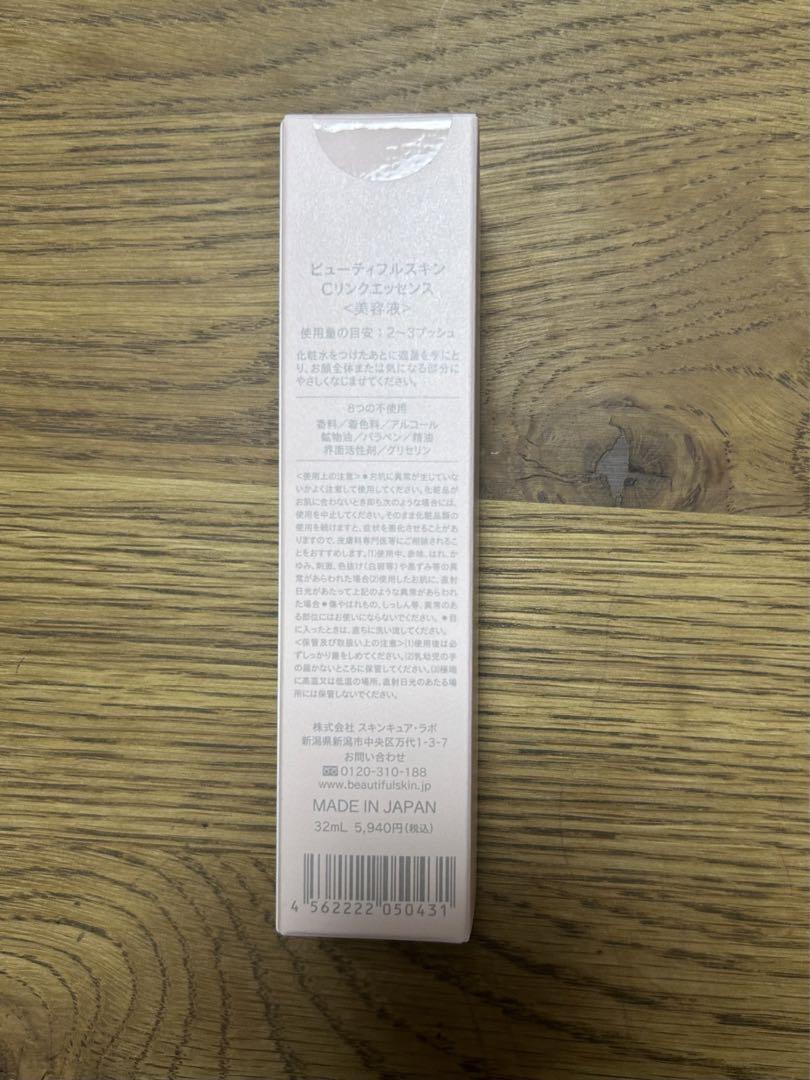 ビューティフルスキン
Cリンクエッセンス
<美容液>
使用量の目安:2〜3プッシュ
化粧水をつけたあとに適量を手にと
り、お顔全体または気になる部分に
やさしくなじませてください。
8つの不使用
香料/着色料/アルコール
鉱物油/パラベン/精油
界面活性剤/グリセリン
<使用上の注意>●お肌に異常が生じていな
いかよく注意して使用してください。化粧品が
お肌に合わないとき即ち次のような場合には、
使用を中止してください。そのまま化粧品類の
使用を続けますと、症状を悪化させることがあ
りますので、皮膚科専門医等にご相談されるこ
とをおすすめします。(1)使用中、赤味、はれ、か
ゆみ、刺激、色抜け(白斑等)や黒ずみ等の異
常があらわれた場合(2)使用したお肌に、直射
日光があたって上記のような異常があらわれ
た場合●傷やはれもの、しっしん等、異常のあ
る部位にはお使いにならないでください。●目
に入ったときは、直ちに洗い流してください。
<保管及び取扱い上の注意>(1)使用後は必
ずしっかり蓋をしめてください。(2)乳幼児の手
の届かないところに保管してください。(3)極端
に高温又は低温の場所、直射日光のあたる場
所には保管しないでください。
株式会社 スキンキュア・ラボ
新潟県新潟市中央区万代1-3-7
お問い合わせ
0120-310-188
www.beautifulskin.jp
MADE IN JAPAN
32mL 5,940円(税込)
4 562222 050431